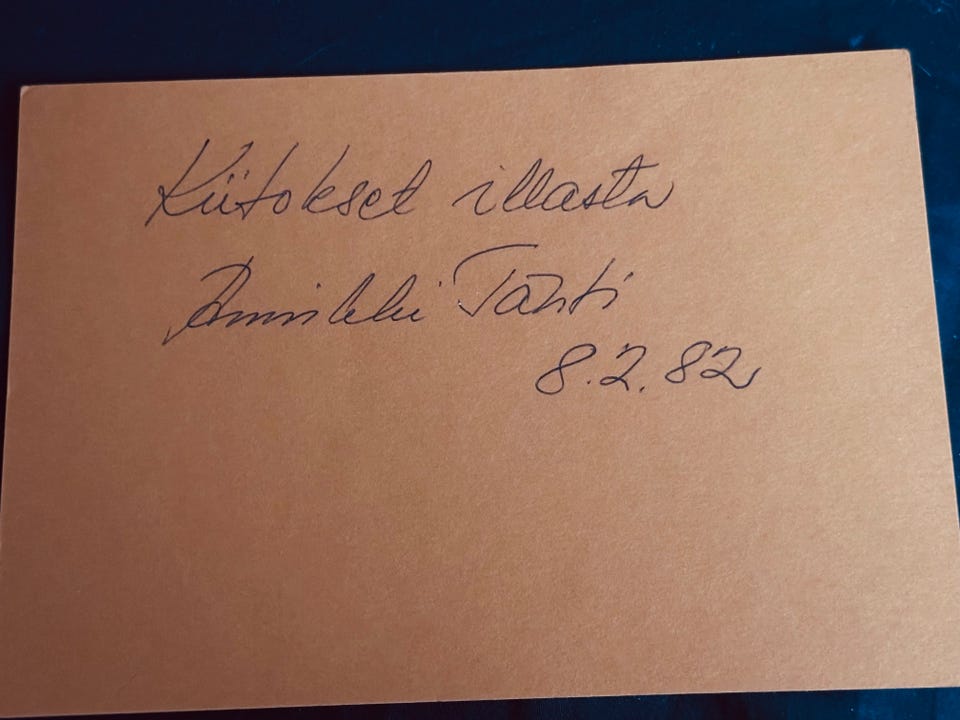 Kiitokset illasta
Annikki Tähti
8.2.82